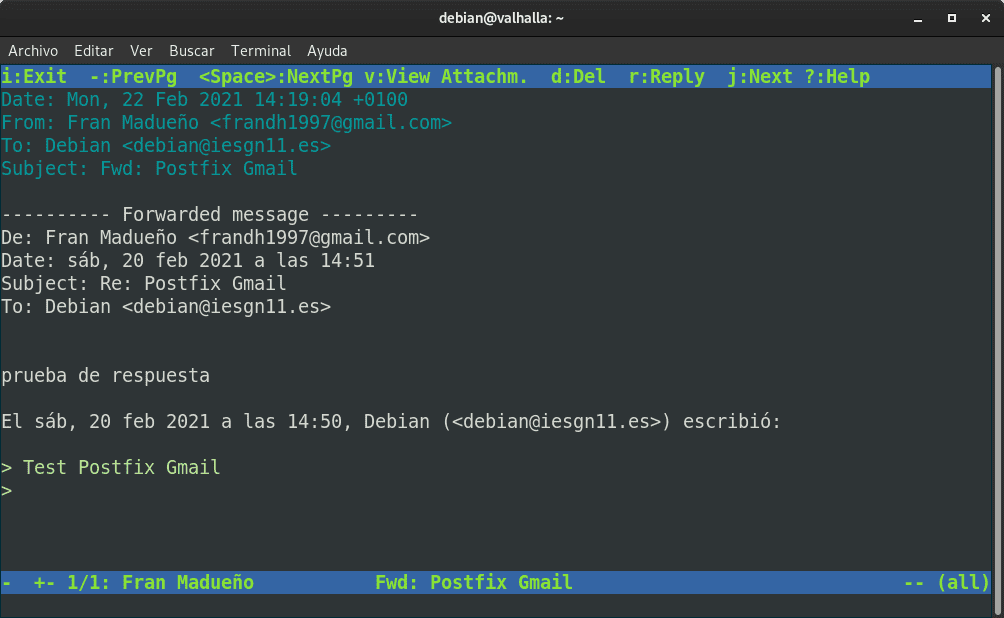 debian@valhalla: ~
Archivo Editar Ver Buscar Terminal Ayuda
i:Exit  -:PrevPg  <Space>:NextPg v:View Attachm.  d:Del  r:Reply  j:Next ?:Help
Date: Mon, 22 Feb 2021 14:19:04 +0100
From: Fran Madueño <frandh1997@gmail.com>
To: Debian <debian@iesgn11.es>
Subject: Fwd: Postfix Gmail
---------- Forwarded message ---------
De: Fran Madueño <frandh1997@gmail.com>
Date: sáb, 20 feb 2021 a las 14:51
Subject: Re: Postfix Gmail
To: Debian <debian@iesgn11.es>
prueba de respuesta
El sáb, 20 feb 2021 a las 14:50, Debian (<debian@iesgn11.es>) escribió:
> Test Postfix Gmail
>
-  +- 1/1: Fran Madueño           Fwd: Postfix Gmail                              -- (all)